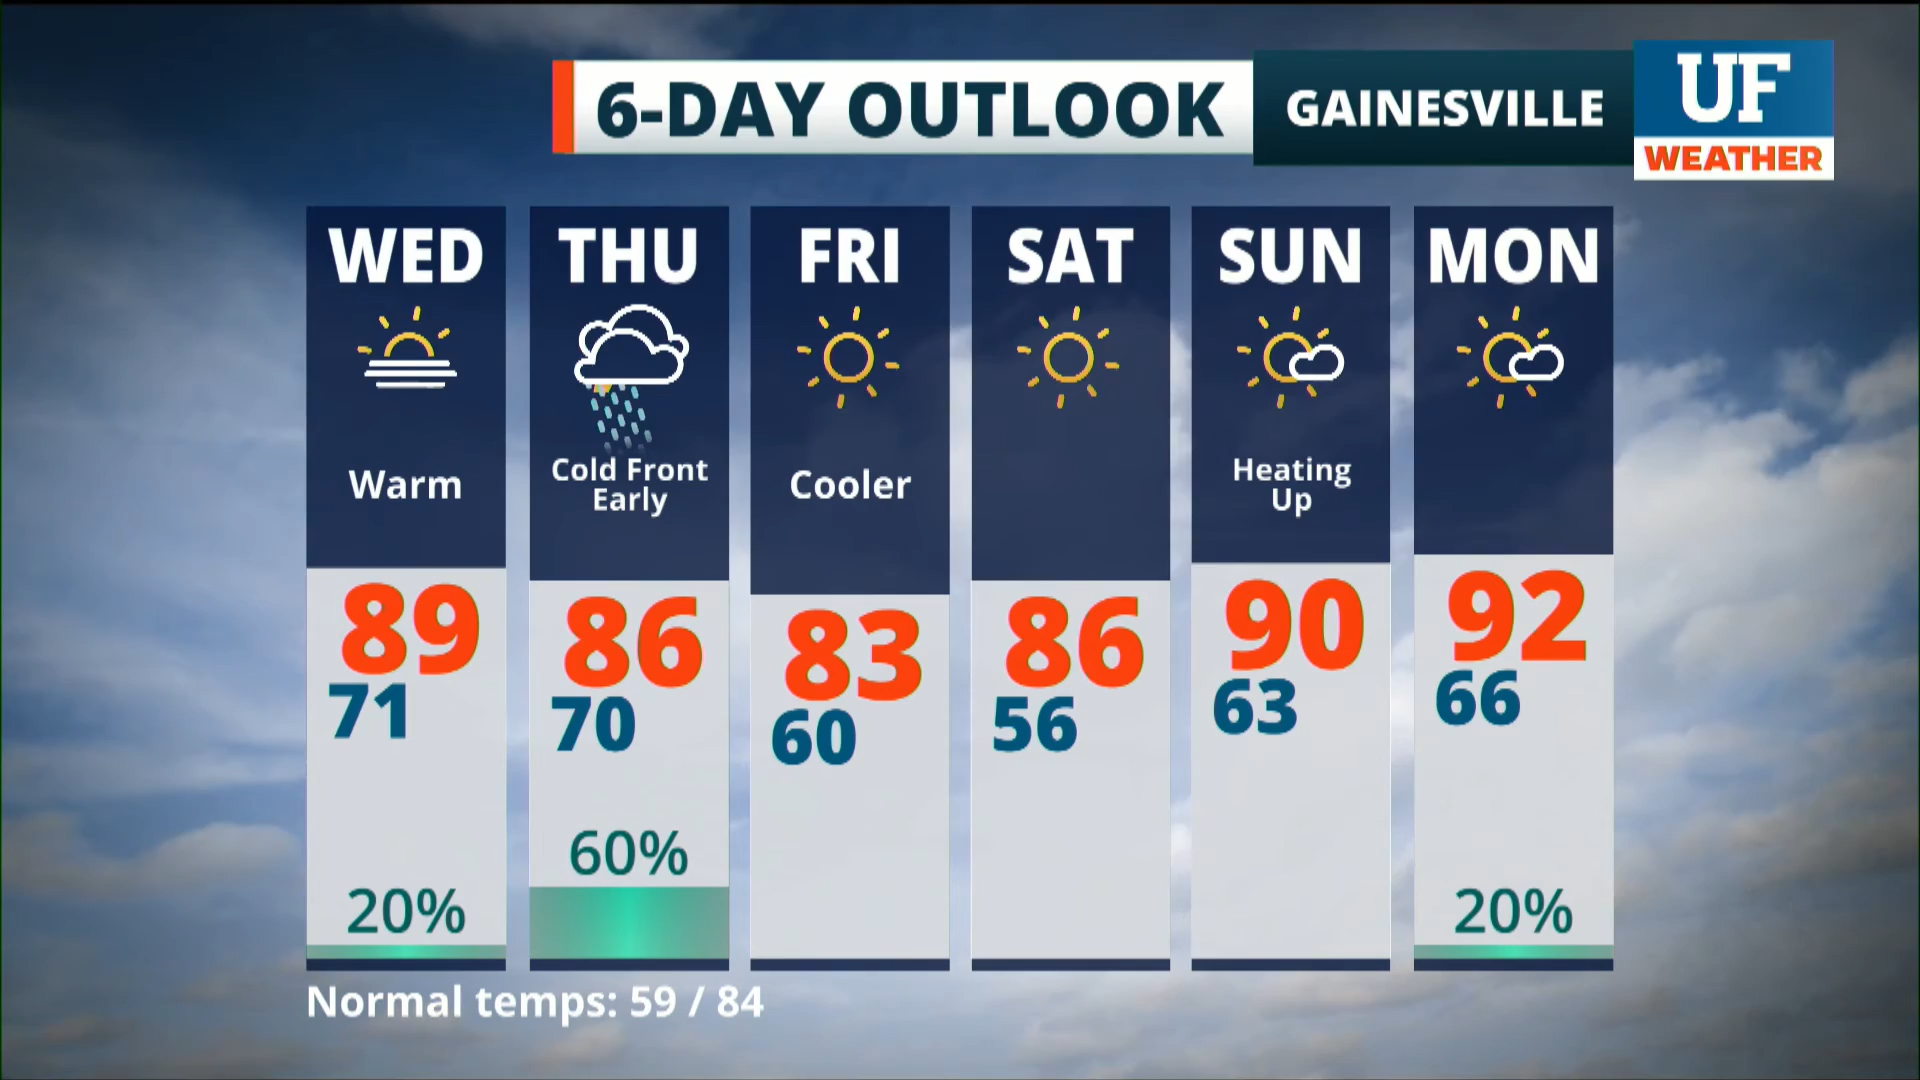 6-DAY OUTLOOK
GAINESVILLE
UF
WEATHER
WED
Warm
89
71
20%
THU
Cold Front
Early
86
70
60%
FRI
Cooler
83
60
SAT
86
56
SUN
Heating
Up
90
63
MON
92
66
20%
Normal temps: 59 / 84